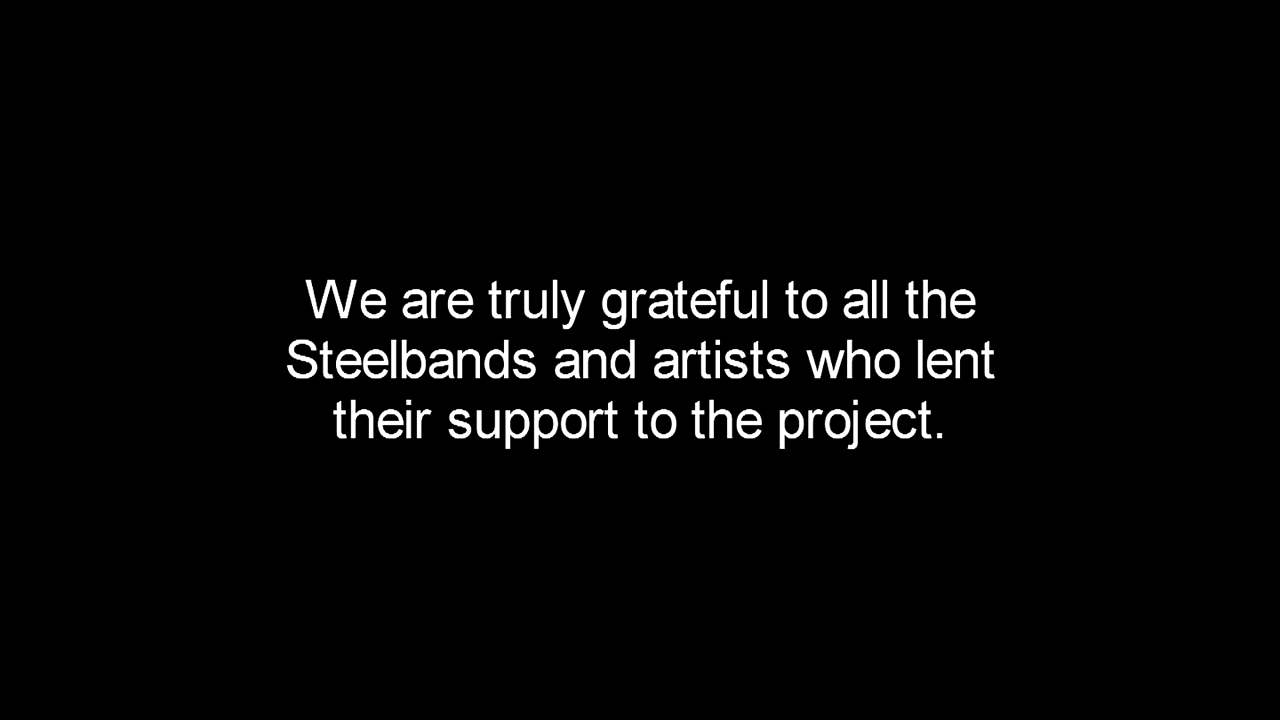 We are truly grateful to all the
Steelbands and artists who lent
their support to the project.